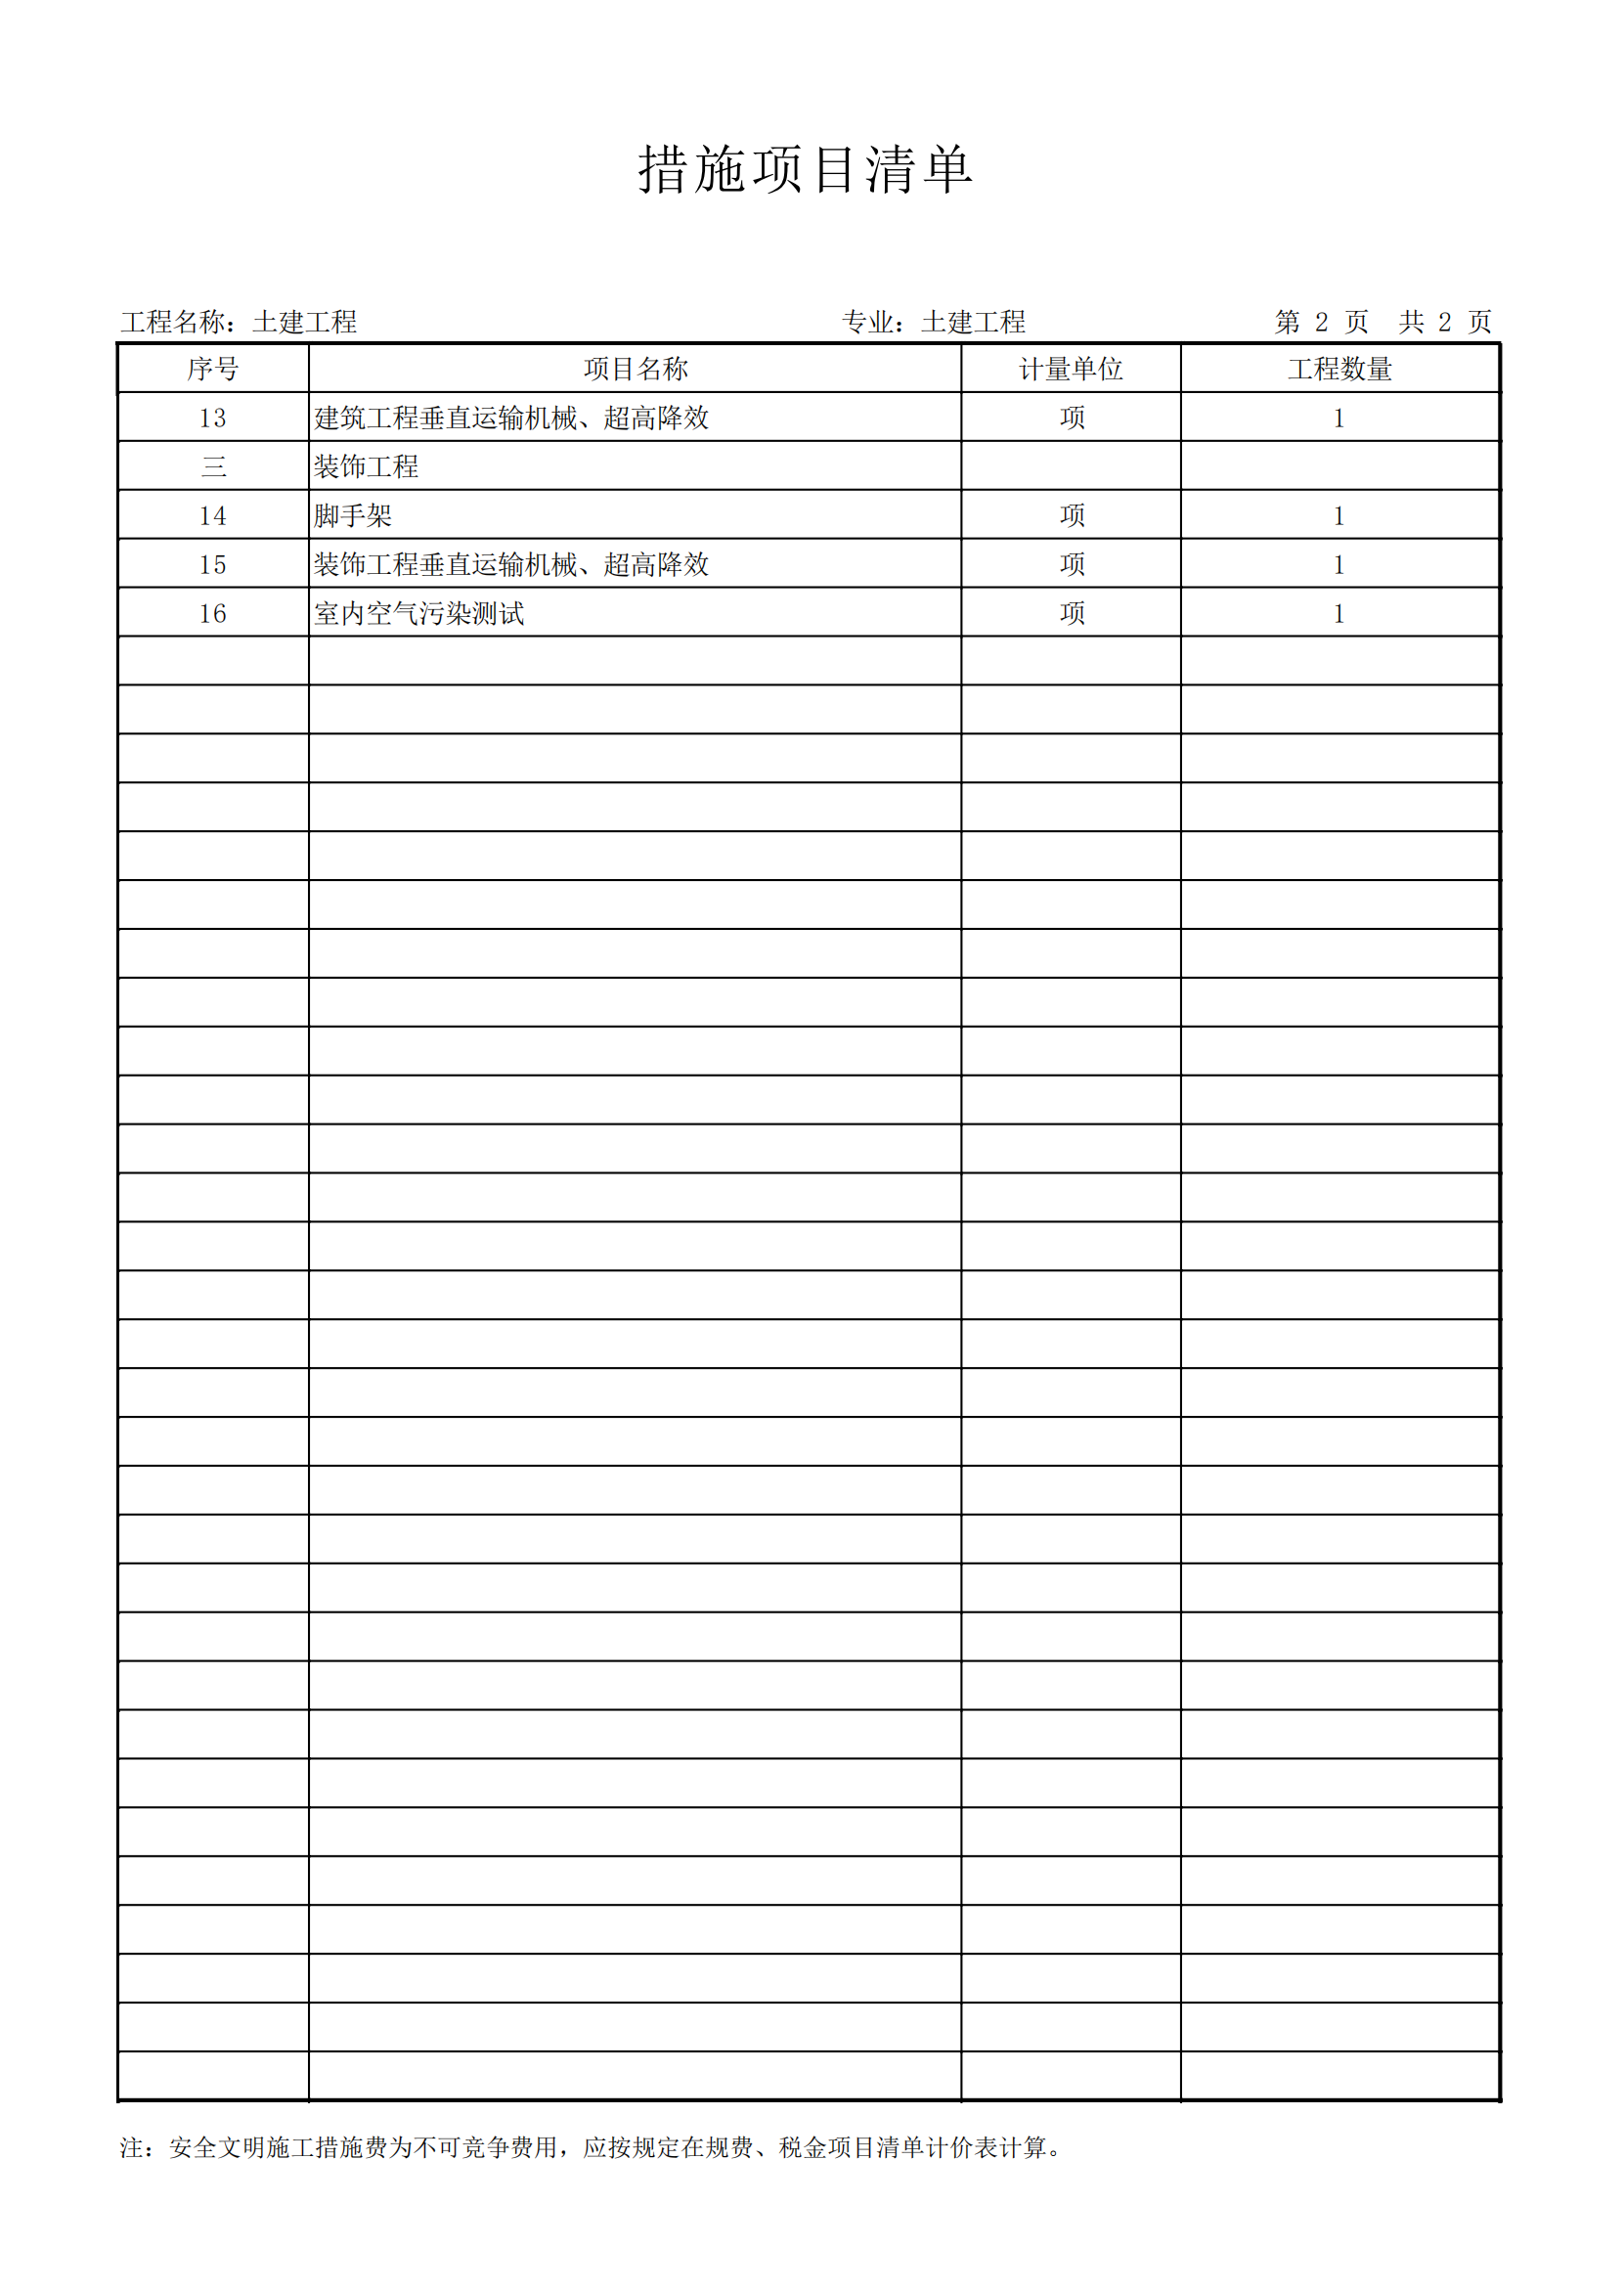 措施项目清单
工程名称：土建工程 专业：土建工程 第 2 页 共 2 页
序号 项目名称 计量单位 工程数量
13 建筑工程垂直运输机械、超高降效 项 1
三 装饰工程
14 脚手架 项 1
15 装饰工程垂直运输机械、超高降效 项 1
16 室内空气污染测试 项 1
注：安全文明施工措施费为不可竞争费用，应按规定在规费、税金项目清单计价表计算。